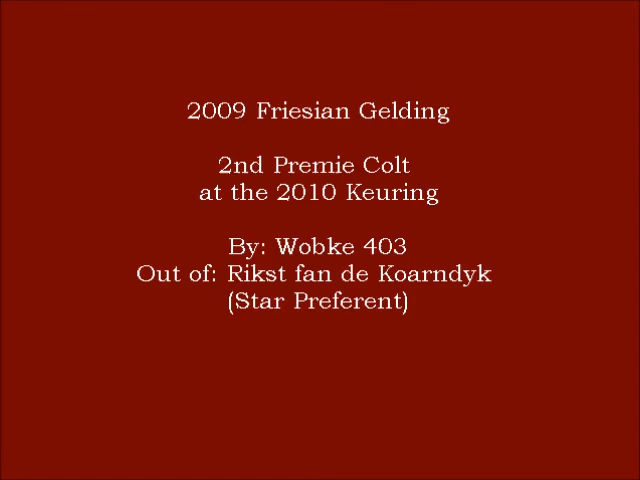 2009 Friesian Gelding
2nd Premie Colt
at the 2010 Keuring
By: Wobke 403
Out of: Rikst fan de Koarndyk
(Star Preferent)